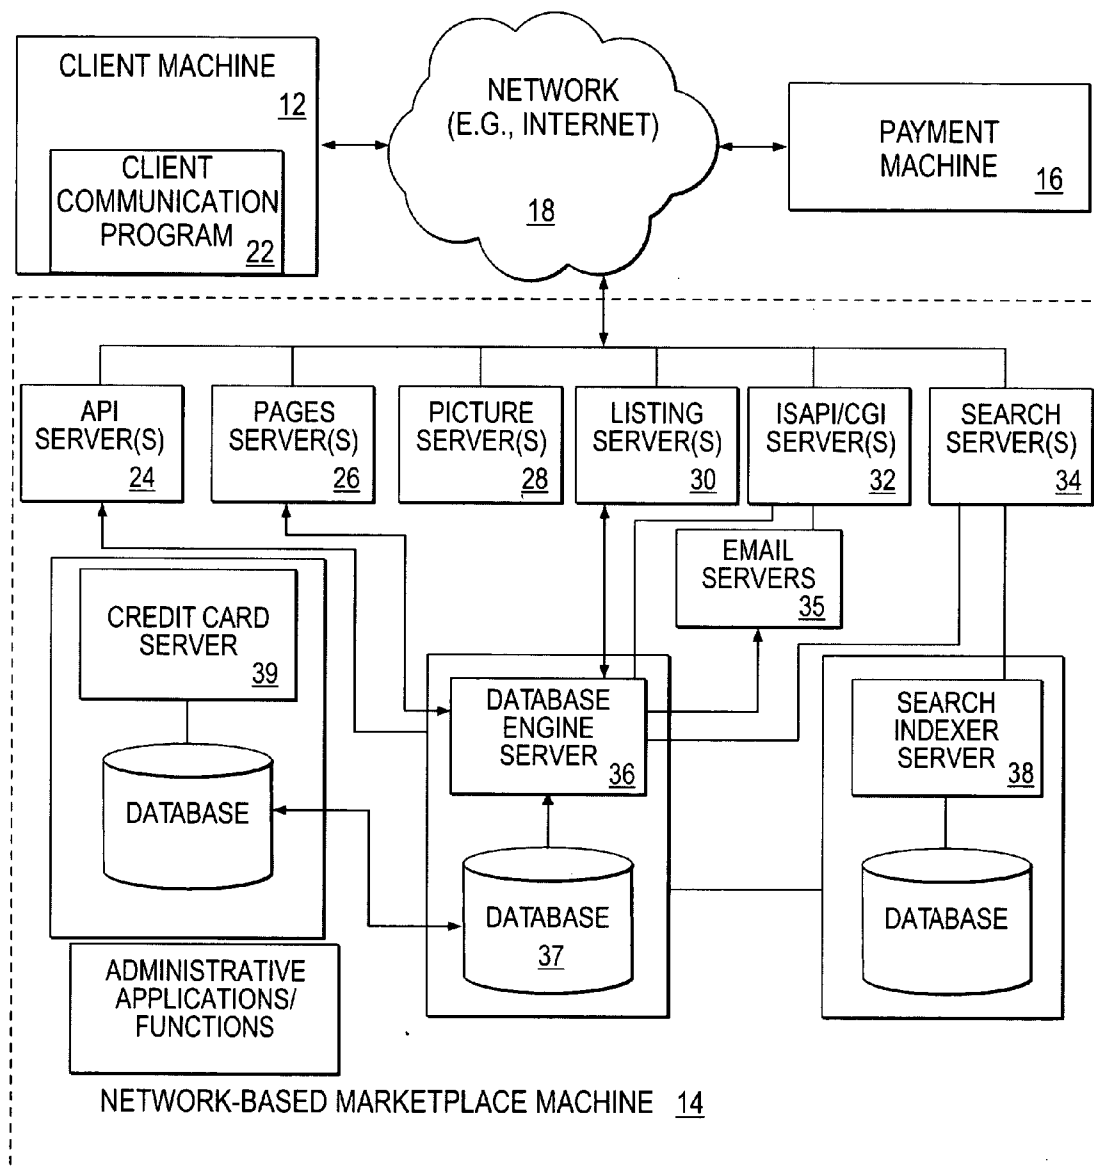 CLIENT MACHINE
12
CLIENT
COMMUNICATION
PROGRAM
22
NETWORK
(E.G., INTERNET)
18
PAYMENT
MACHINE
16
API
SERVER(S)
24
PAGES
SERVER(S)
26
PICTURE
SERVER(S)
28
LISTING
SERVER(S)
30
ISAPI/CGI
SERVER(S)
32
SEARCH
SERVER(S)
34
EMAIL
SERVERS
35
CREDIT CARD
SERVER
39
DATABASE
DATABASE
ENGINE
SERVER
36
DATABASE
37
SEARCH
INDEXER
SERVER
38
DATABASE
ADMINISTRATIVE
APPLICATIONS/
FUNCTIONS
NETWORK-BASED MARKETPLACE MACHINE 14